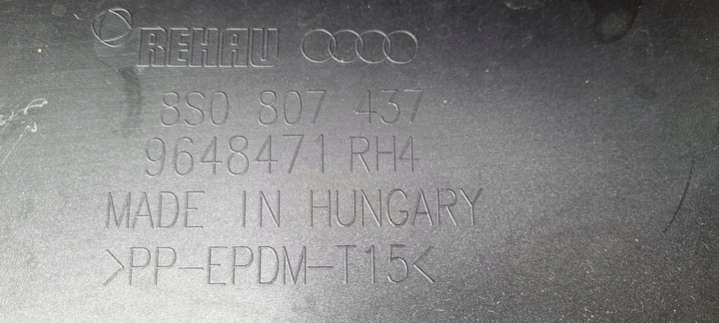 REHAU
8S0 807 437
9648471 RH4
MADE IN HUNGARY
>PP-EPDM-T15<